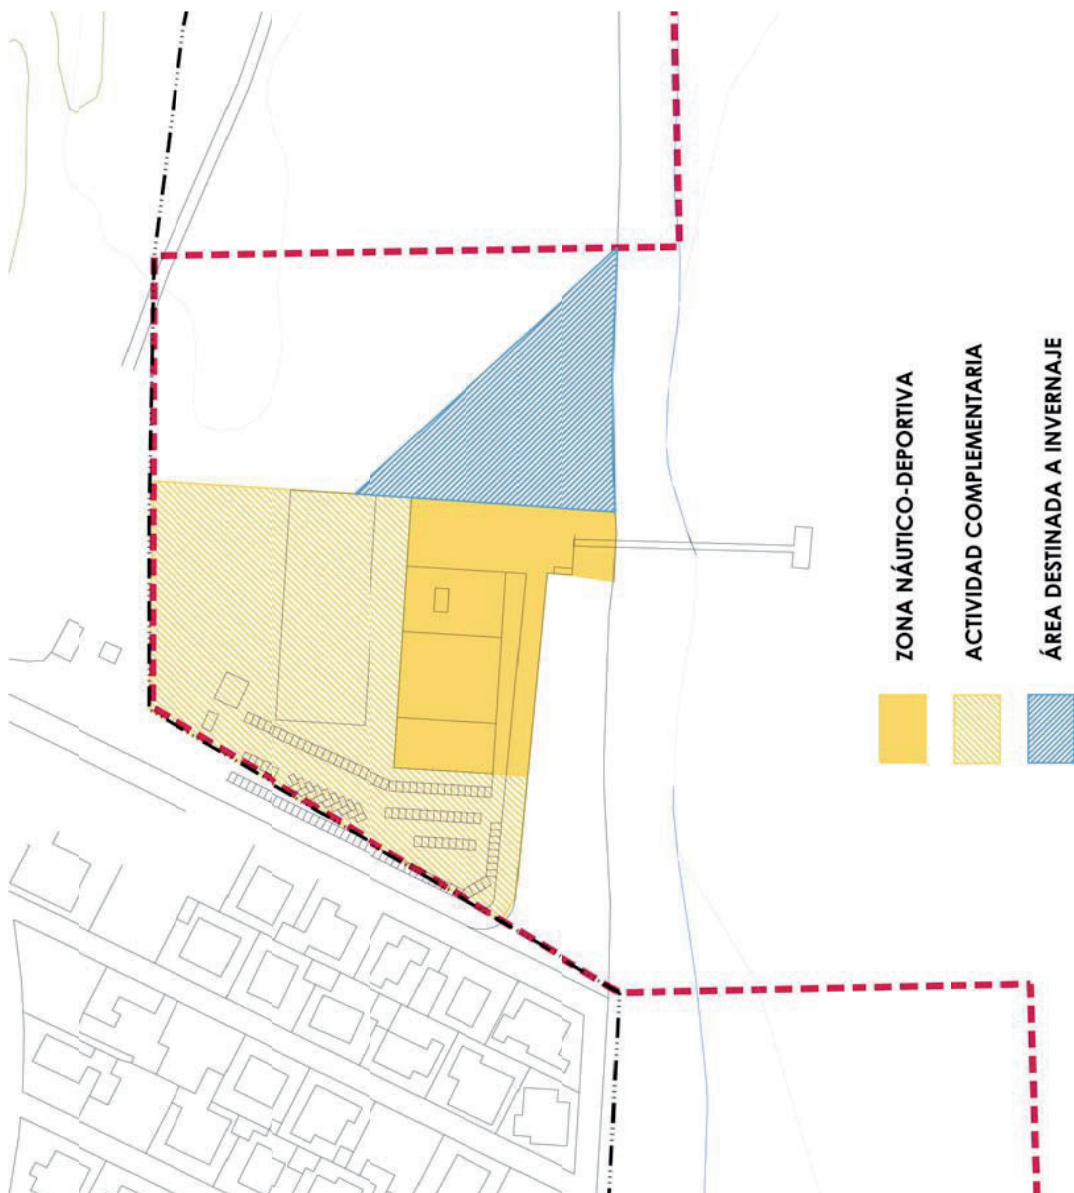 ZONA NÁUTICO-DEPORTIVA
ACTIVIDAD COMPLEMENTARIA
ÁREA DESTINADA A INVERNAJE